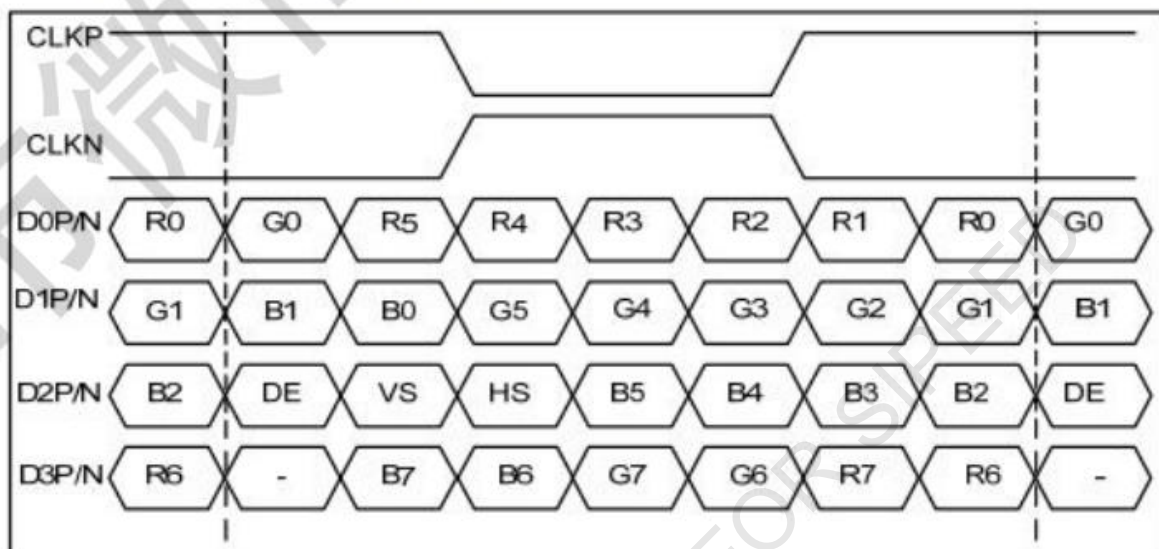 CLKP
CLKN
D0P/N R0 G0 R5 R4 R3 R2 R1 R0 G0
D1P/N G1 B1 B0 G5 G4 G3 G2 G1 B1
D2P/N B2 DE VS HS B5 B4 B3 B2 DE
D3P/N R6 - B7 B6 G7 G6 R7 R6 -
FOR SIPEED